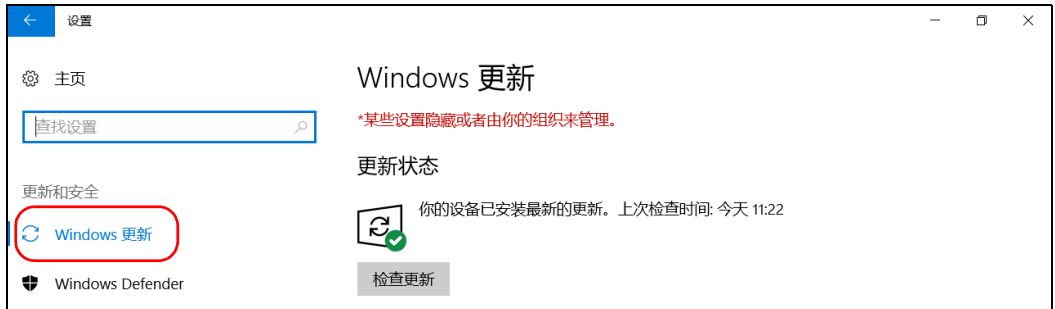 设置
主页
查找设置
更新和安全
Windows 更新
Windows Defender
Windows 更新
*某些设置隐藏或者由你的组织来管理。
更新状态
你的设备已安装最新的更新。上次检查时间: 今天 11:22
检查更新